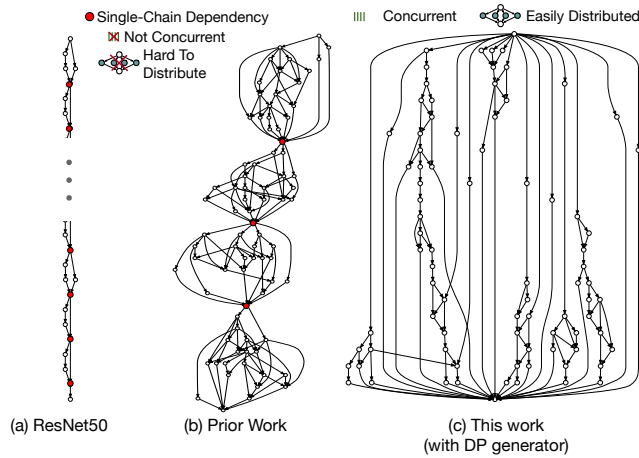 Single-Chain Dependency
Not Concurrent
Hard To
Distribute
Concurrent
Easily Distributed
(a) ResNet50
(b) Prior Work
(c) This work
(with DP generator)